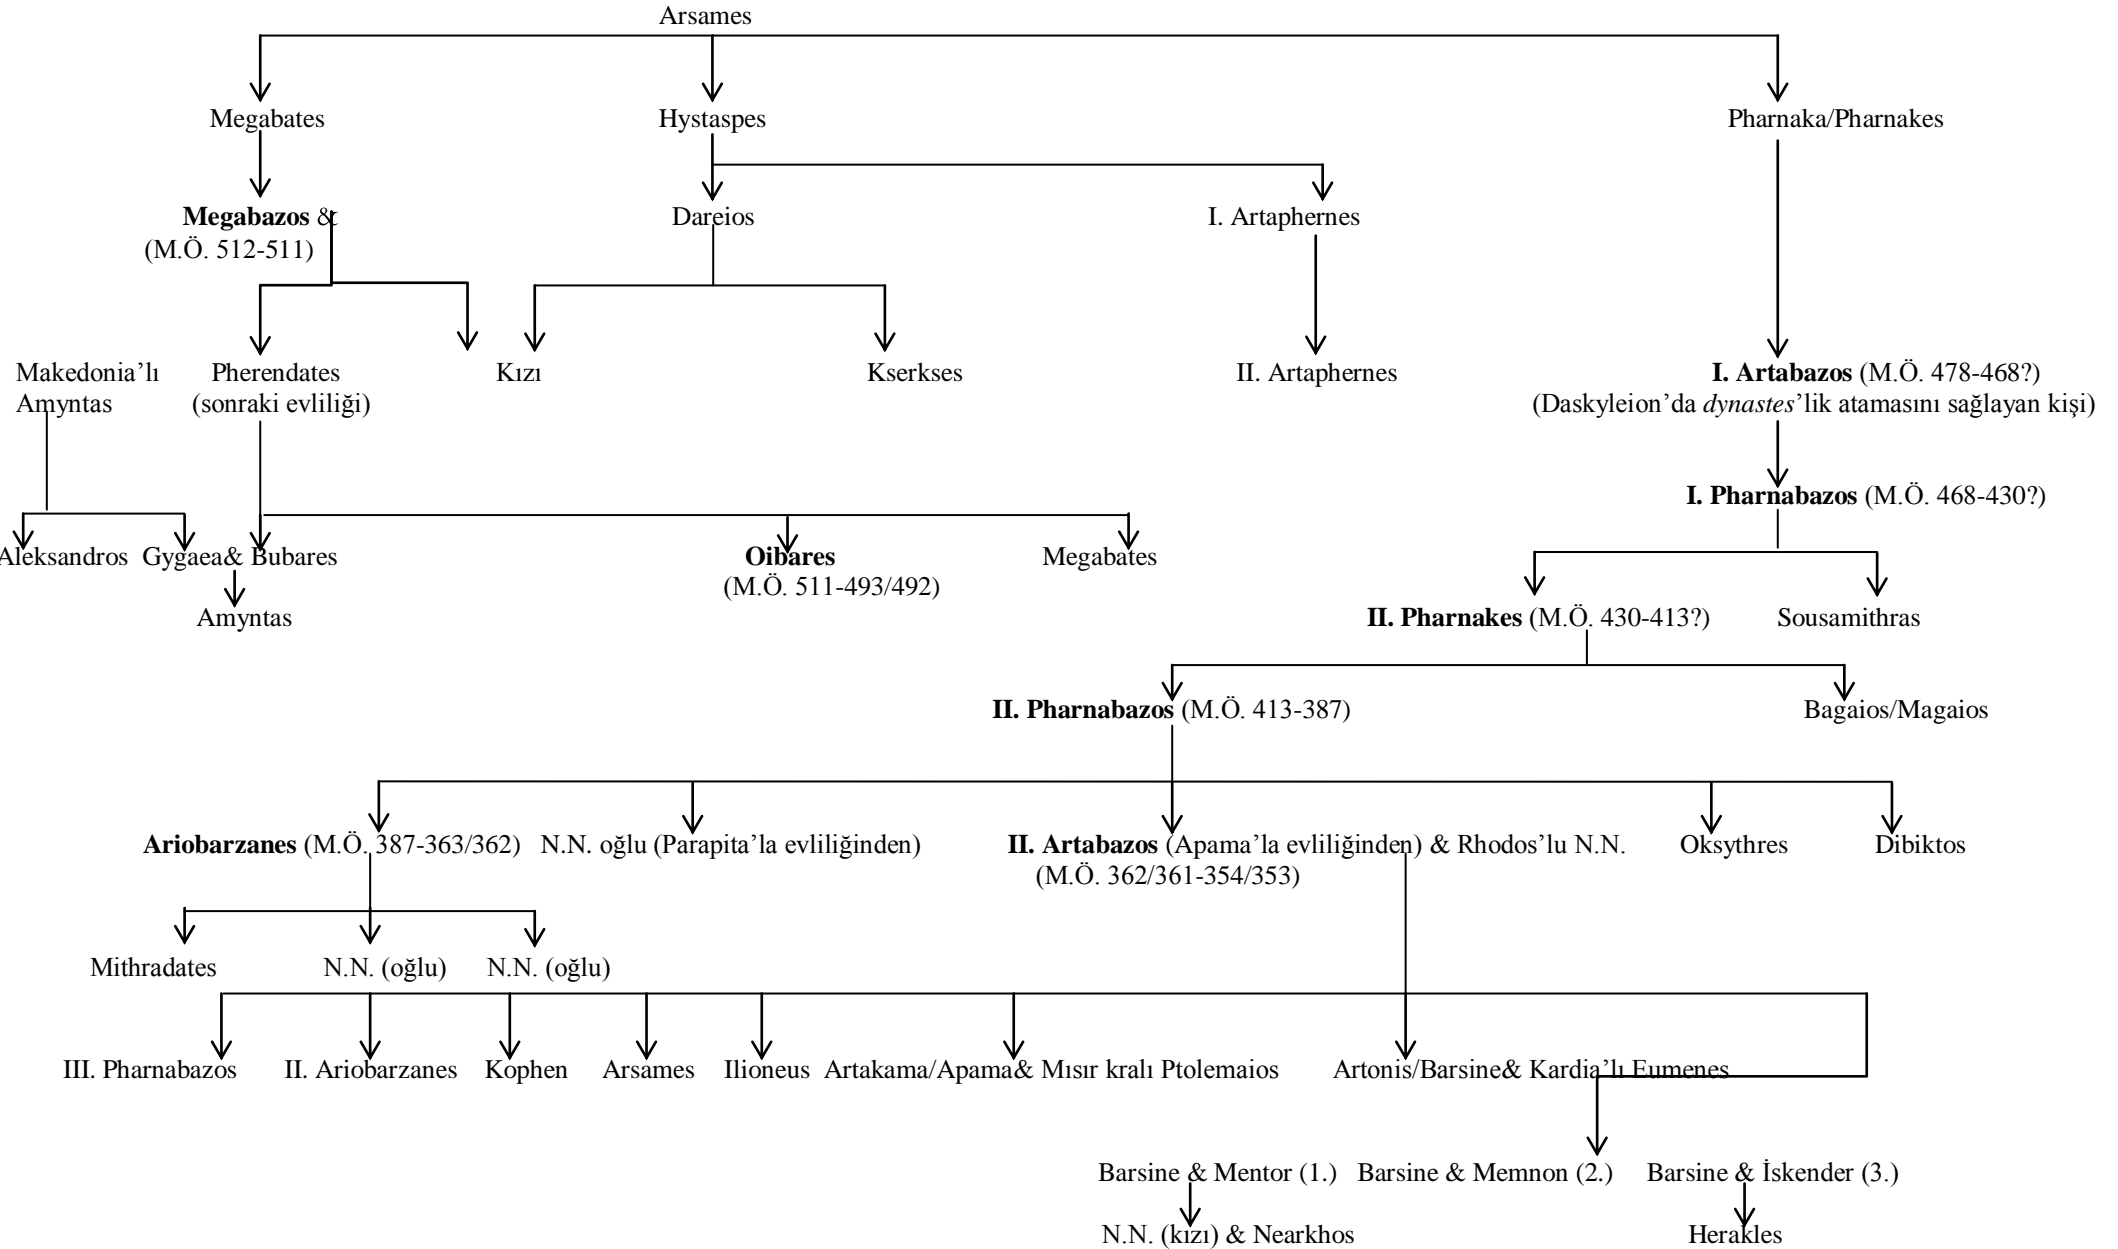 Arsames
Megabates Hystaspes Pharnaka/Pharnakes
Megabazos & Dareios I. Artaphernes
(M.Ö. 512-511)
Makedonia’lı Pherendates Kızı Kserkses II. Artaphernes I. Artabazos (M.Ö. 478-468?)
Amyntas (sonraki evliliği) (Daskyleion’da dynastes’lik atamasını sağlayan kişi)
I. Pharnabazos (M.Ö. 468-430?)
Aleksandros Gygaea& Bubares Oibares Megabates
(M.Ö. 511-493/492)
Amyntas II. Pharnakes (M.Ö. 430-413?) Sousamithras
II. Pharnabazos (M.Ö. 413-387) Bagaios/Magaios
Ariobarzanes (M.Ö. 387-363/362) N.N. oğlu (Parapita’la evliliğinden) II. Artabazos (Apama’la evliliğinden) & Rhodos’lu N.N. Oksythres Dibiktos
(M.Ö. 362/361-354/353)
Mithradates N.N. (oğlu) N.N. (oğlu)
III. Pharnabazos II. Ariobarzanes Kophen Arsames Ilioneus Artakama/Apama& Mısır kralı Ptolemaios Artonis/Barsine& Kardia’lı Eumenes
Barsine & Mentor (1.) Barsine & Memnon (2.) Barsine & İskender (3.)
N.N. (kızı) & Nearkhos Herakles